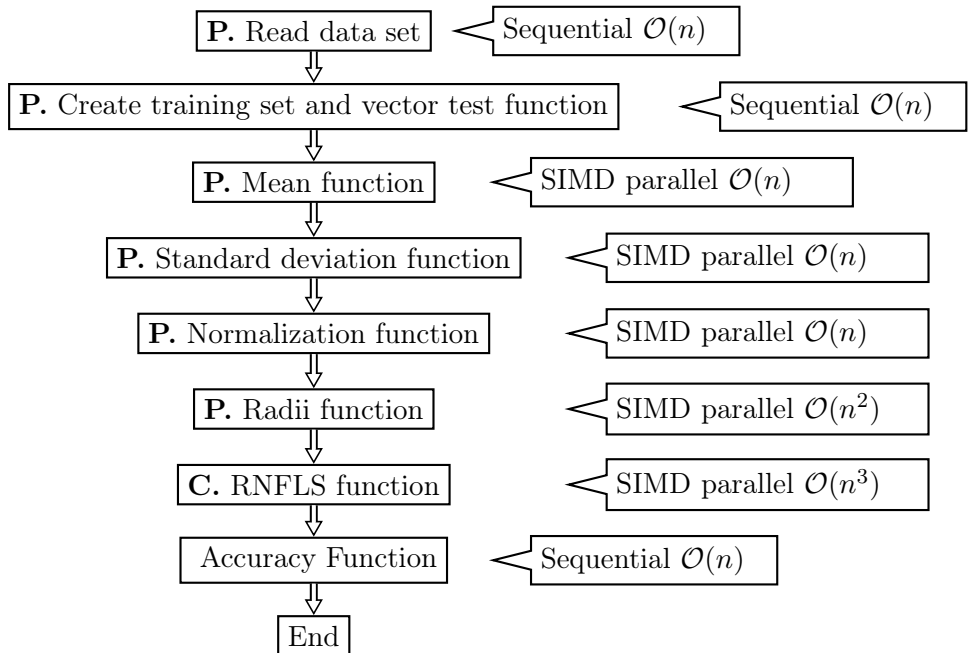 P. Read data set
Sequential O(n)
P. Create training set and vector test function
Sequential O(n)
P. Mean function
SIMD parallel O(n)
P. Standard deviation function
SIMD parallel O(n)
P. Normalization function
SIMD parallel O(n)
P. Radii function
SIMD parallel O(n²)
C. RNFLS function
SIMD parallel O(n³)
Accuracy Function
Sequential O(n)
End